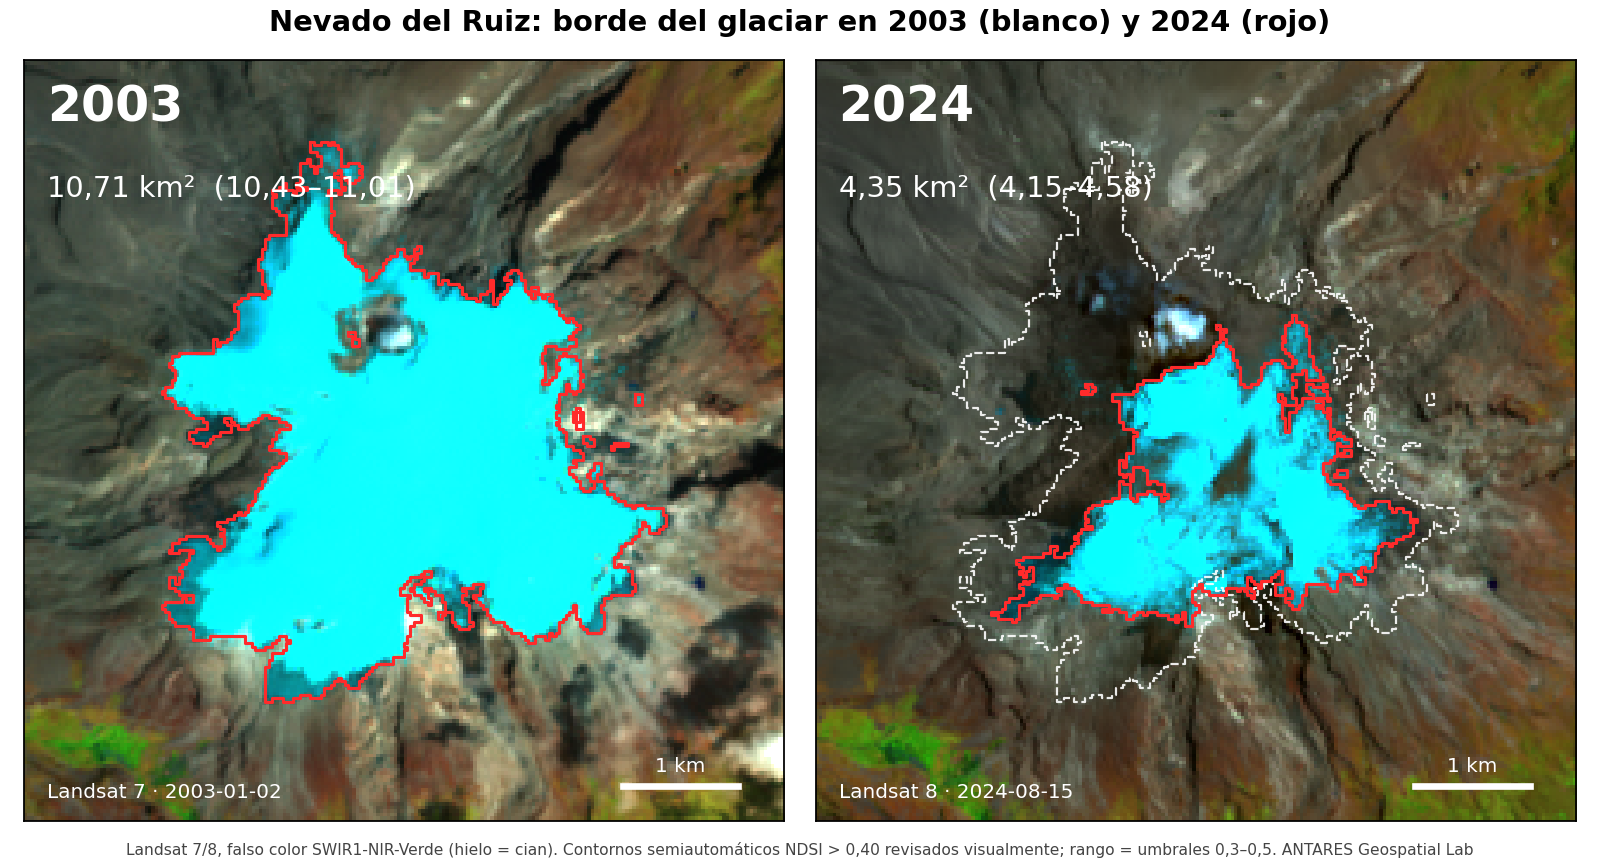 Nevado del Ruiz: borde del glaciar en 2003 (blanco) y 2024 (rojo)
2003
10,71 km² (10,43–11,01)
Landsat 7 · 2003-01-02
1 km
2024
4,35 km² (4,15–4,58)
Landsat 8 · 2024-08-15
1 km
Landsat 7/8, falso color SWIR1-NIR-Verde (hielo = cian). Contornos semiautomáticos NDSI > 0,40 revisados visualmente; rango = umbrales 0,3–0,5. ANTARES Geospatial Lab